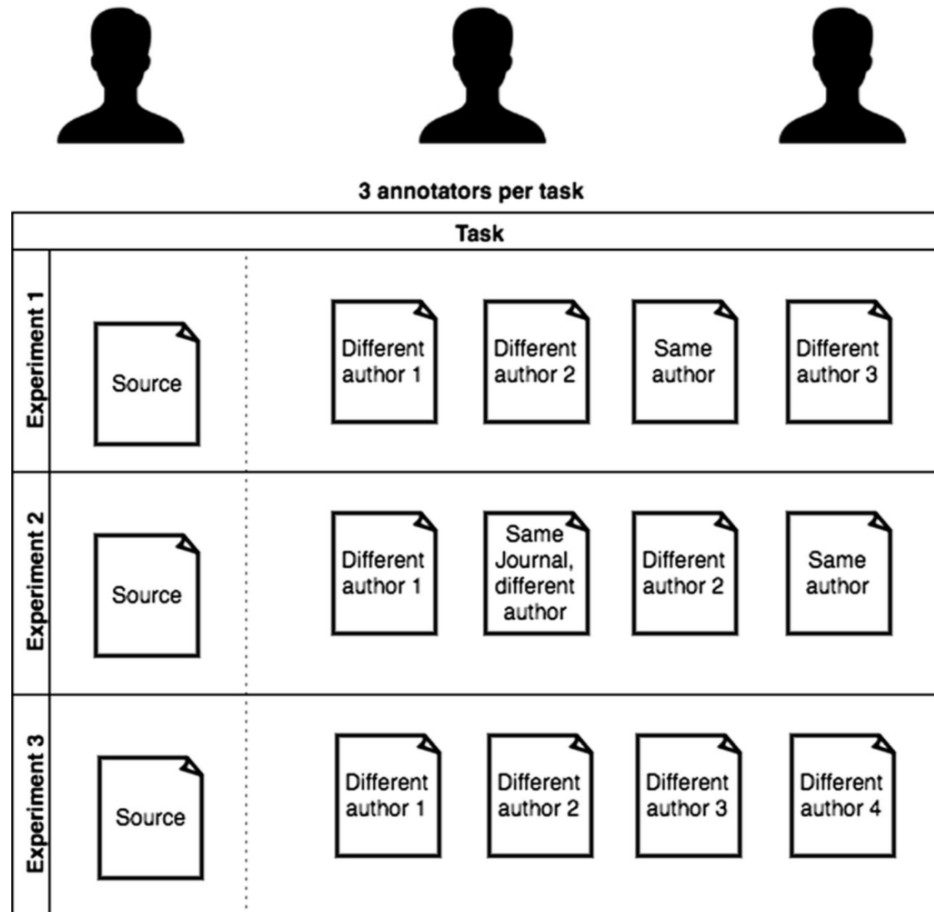 3 annotators per task
Task
Experiment 1
Source
Different
author 1
Different
author 2
Same
author
Different
author 3
Experiment 2
Source
Different
author 1
Same
Journal,
different
author
Different
author 2
Same
author
Experiment 3
Source
Different
author 1
Different
author 2
Different
author 3
Different
author 4